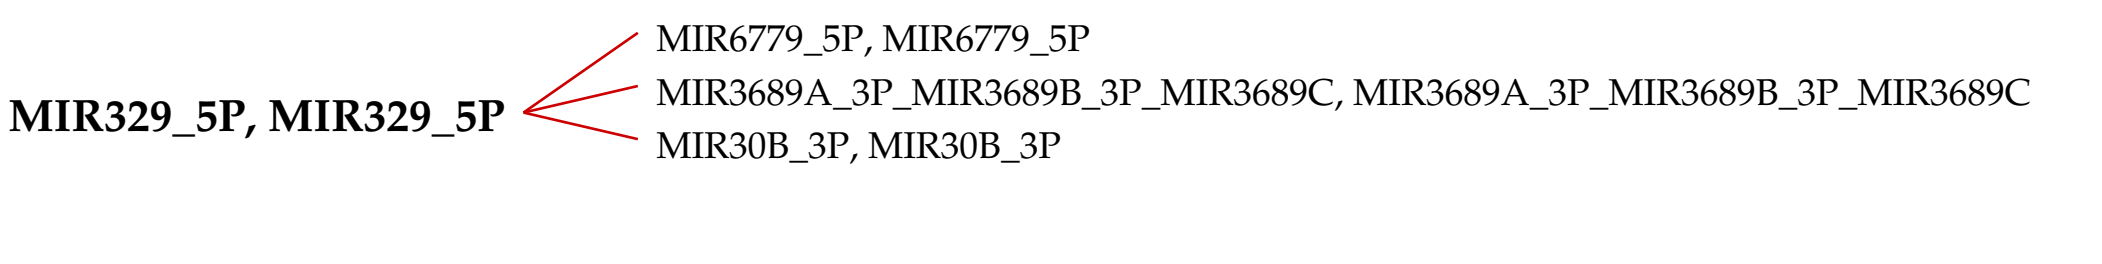 MIR329_5P, MIR329_5P
MIR6779_5P, MIR6779_5P
MIR3689A_3P_MIR3689B_3P_MIR3689C, MIR3689A_3P_MIR3689B_3P_MIR3689C
MIR30B_3P, MIR30B_3P